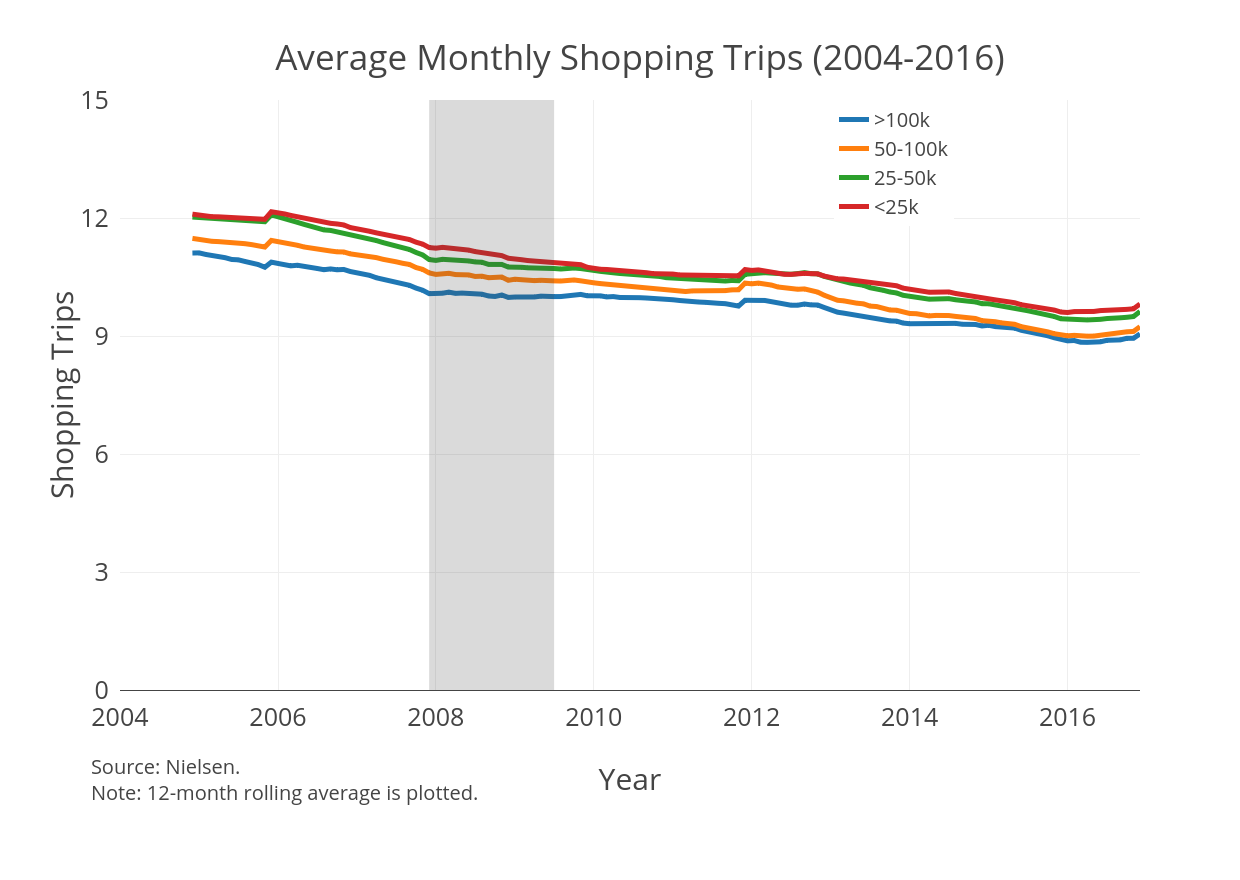 Average Monthly Shopping Trips (2004-2016)
15
12
9
6
3
0
Shopping Trips
>100k
50-100k
25-50k
<25k
2004 2006 2008 2010 2012 2014 2016
Year
Source: Nielsen.
Note: 12-month rolling average is plotted.